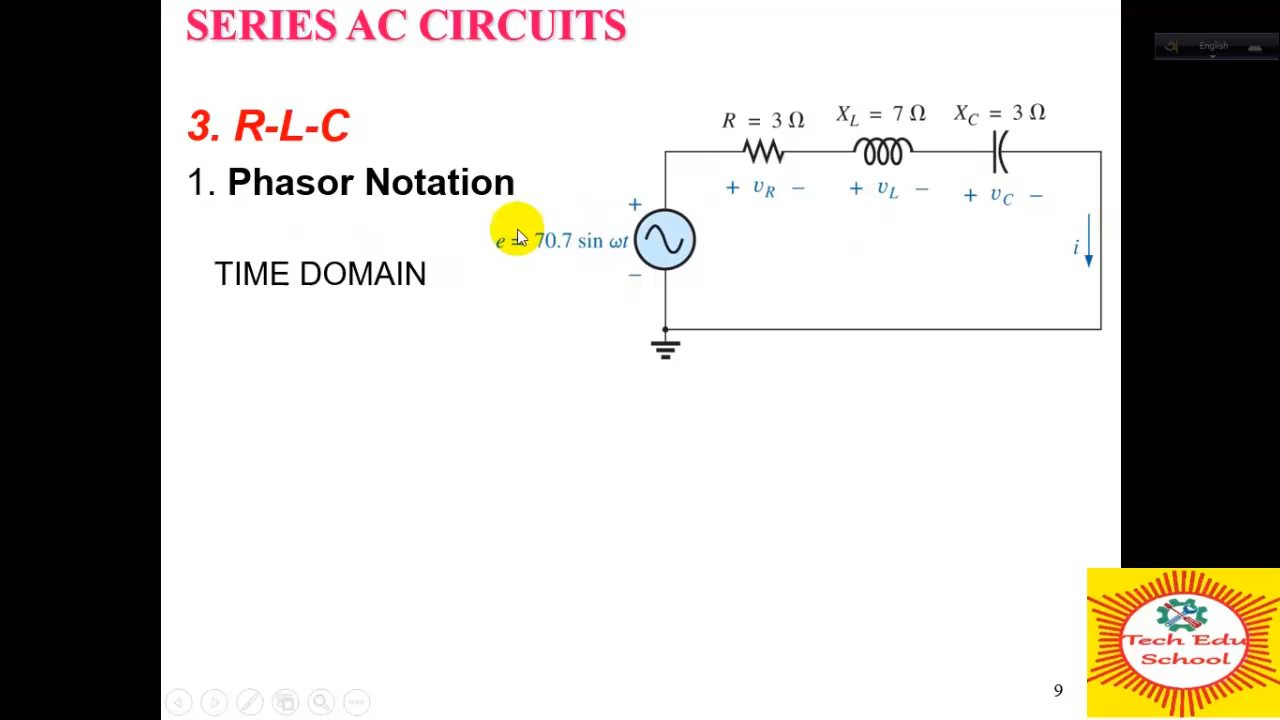 SERIES AC CIRCUITS
English
3. R-L-C
1. Phasor Notation
TIME DOMAIN
R = 3 Ω
X_L = 7 Ω
X_C = 3 Ω
+ v_R −
+ v_L −
+ v_C −
+
e = 70.7 sin ωt
−
i
Tech Edu
School
9